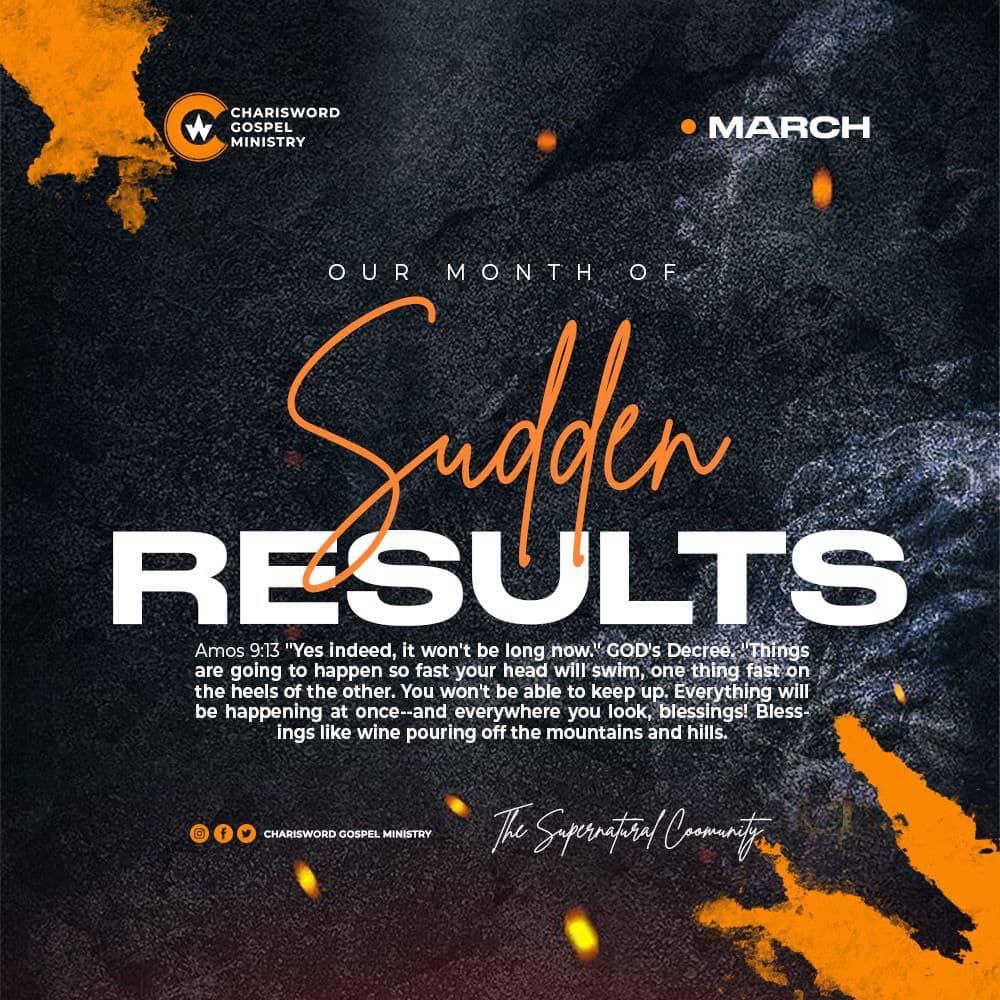 CHARISWORD
GOSPEL
MINISTRY
MARCH
OUR MONTH OF
Sudden
RESULTS
Amos 9:13 "Yes indeed, it won't be long now." GOD's Decree. "Things
are going to happen so fast your head will swim, one thing fast on
the heels of the other. You won't be able to keep up. Everything will
be happening at once--and everywhere you look, blessings! Bless-
ings like wine pouring off the mountains and hills.
CHARISWORD GOSPEL MINISTRY
The Supernatural Coomunity